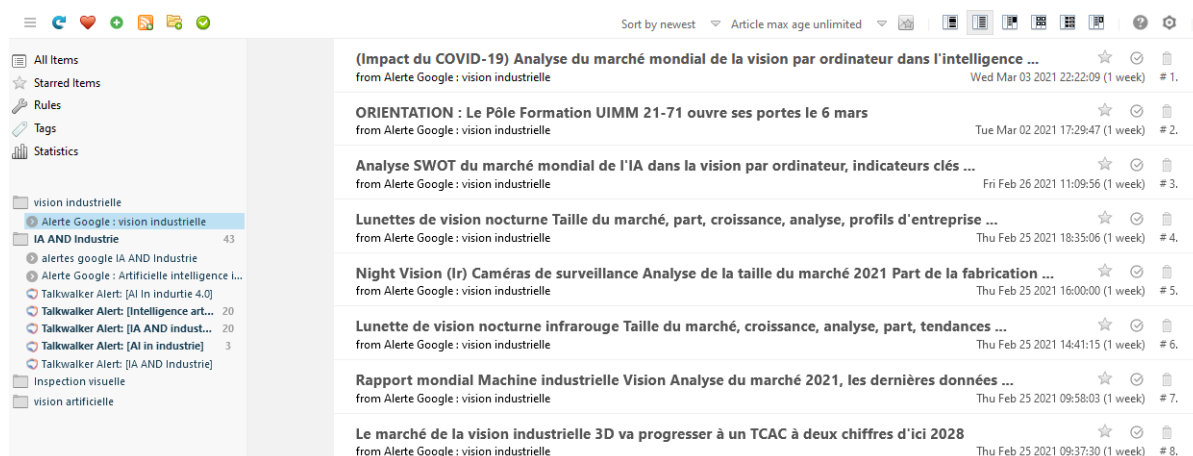 Sort by newest Article max age unlimited
All Items
Starred Items
Rules
Tags
Statistics
vision industrielle
Alerte Google : vision industrielle
IA AND Industrie 43
alertes google IA AND Industrie
Alerte Google : Artificielle intelligence i...
Talkwalker Alert: [AI In indurtie 4.0]
Talkwalker Alert: [Intelligence art... 20
Talkwalker Alert: [IA AND indust... 20
Talkwalker Alert: [AI in industrie] 3
Talkwalker Alert: [IA AND Industrie]
Inspection visuelle
vision artificielle
(Impact du COVID-19) Analyse du marché mondial de la vision par ordinateur dans l'intelligence ...
from Alerte Google : vision industrielle Wed Mar 03 2021 22:22:09 (1 week) # 1.
ORIENTATION : Le Pôle Formation UIMM 21-71 ouvre ses portes le 6 mars
from Alerte Google : vision industrielle Tue Mar 02 2021 17:29:47 (1 week) # 2.
Analyse SWOT du marché mondial de l'IA dans la vision par ordinateur, indicateurs clés ...
from Alerte Google : vision industrielle Fri Feb 26 2021 11:09:56 (1 week) # 3.
Lunettes de vision nocturne Taille du marché, part, croissance, analyse, profils d'entreprise ...
from Alerte Google : vision industrielle Thu Feb 25 2021 18:35:06 (1 week) # 4.
Night Vision (Ir) Caméras de surveillance Analyse de la taille du marché 2021 Part de la fabrication ...
from Alerte Google : vision industrielle Thu Feb 25 2021 16:00:00 (1 week) # 5.
Lunette de vision nocturne infrarouge Taille du marché, croissance, analyse, part, tendances ...
from Alerte Google : vision industrielle Thu Feb 25 2021 14:41:15 (1 week) # 6.
Rapport mondial Machine industrielle Vision Analyse du marché 2021, les dernières données ...
from Alerte Google : vision industrielle Thu Feb 25 2021 09:58:03 (1 week) # 7.
Le marché de la vision industrielle 3D va progresser à un TCAC à deux chiffres d'ici 2028
from Alerte Google : vision industrielle Thu Feb 25 2021 09:37:30 (1 week) # 8.